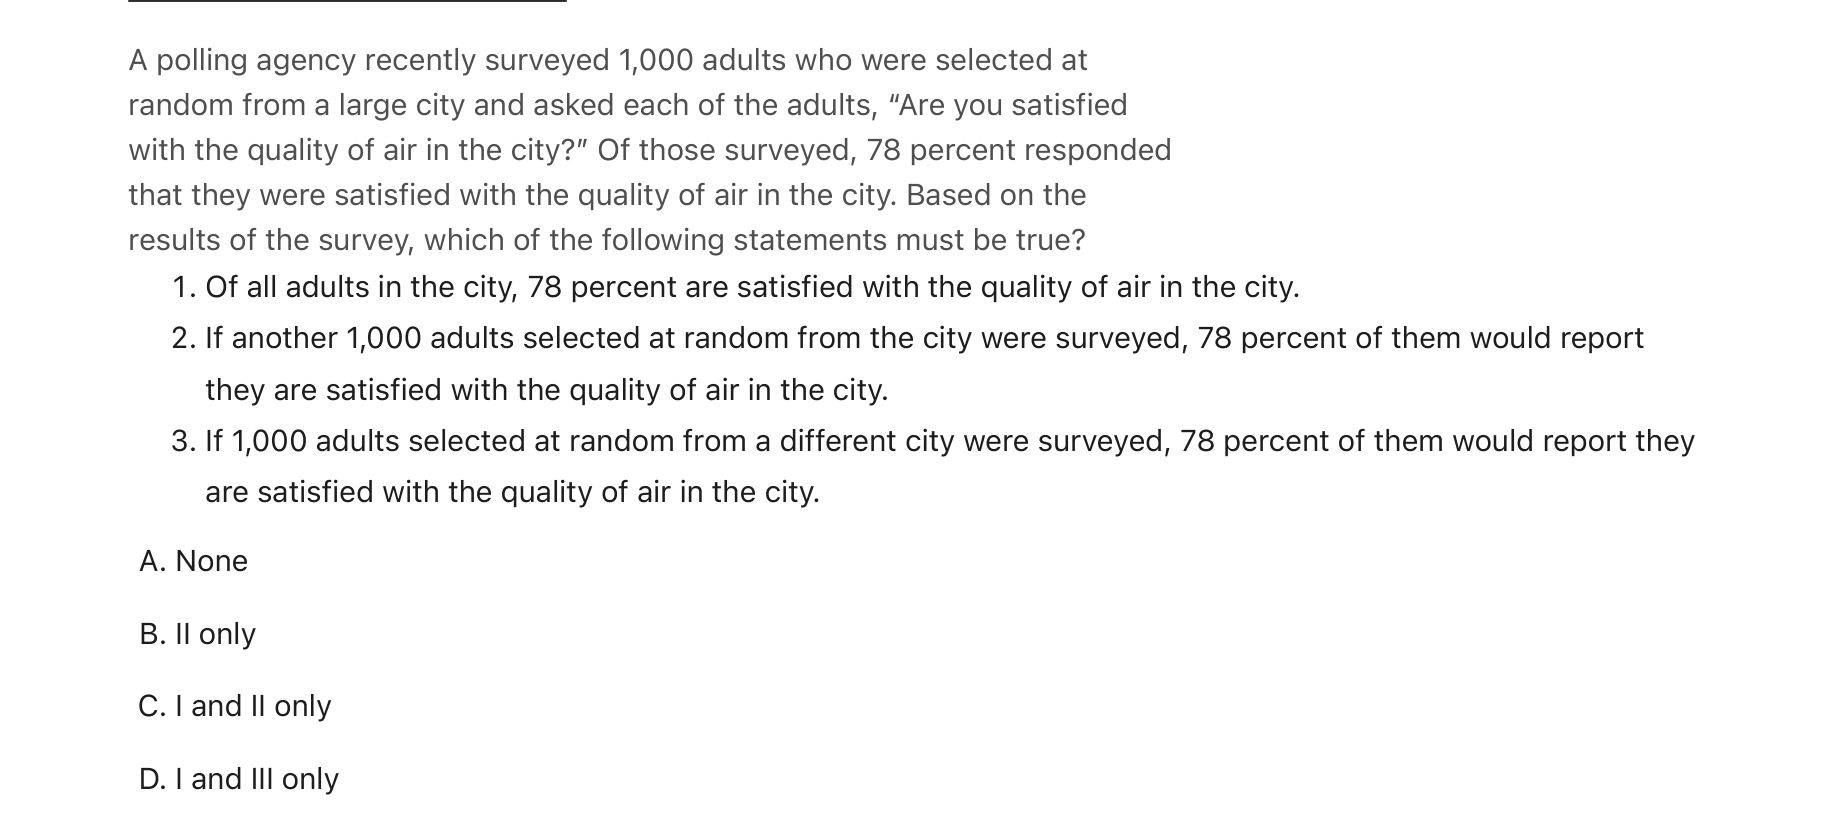 A polling agency recently surveyed 1,000 adults who were selected at
random from a large city and asked each of the adults, “Are you satisfied
with the quality of air in the city?” Of those surveyed, 78 percent responded
that they were satisfied with the quality of air in the city. Based on the
results of the survey, which of the following statements must be true?
1. Of all adults in the city, 78 percent are satisfied with the quality of air in the city.
2. If another 1,000 adults selected at random from the city were surveyed, 78 percent of them would report
they are satisfied with the quality of air in the city.
3. If 1,000 adults selected at random from a different city were surveyed, 78 percent of them would report they
are satisfied with the quality of air in the city.
A. None
B. II only
C. I and II only
D. I and III only